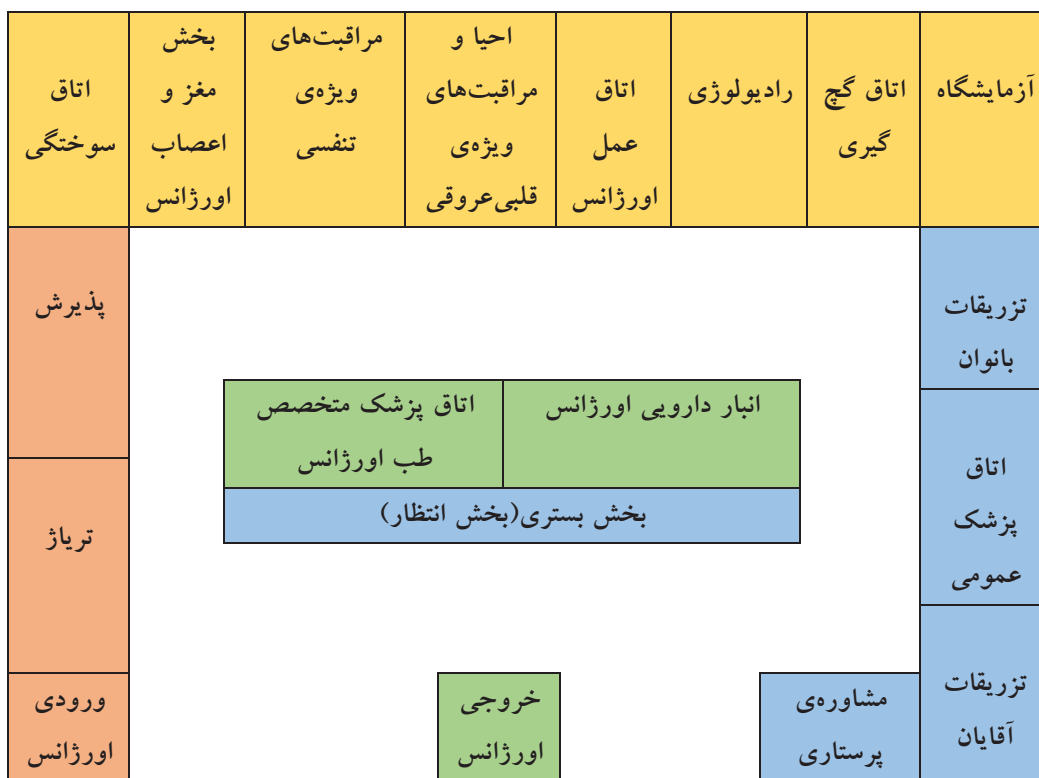 آزمایشگاه
اتاق گچ
گیری
رادیولوژی
اتاق
عمل
اورژانس
احیا و
مراقبت‌های
ویژه‌ی
قلبی‌عروقی
مراقبت‌های
ویژه‌ی
تنفسی
بخش
مغز و
اعصاب
اورژانس
اتاق
سوختگی
تزریقات
بانوان
اتاق
پزشک
عمومی
تزریقات
آقایان
انبار دارویی اورژانس
اتاق پزشک متخصص
طب اورژانس
بخش بستری(بخش انتظار)
مشاوره‌ی
پرستاری
خروجی
اورژانس
پذیرش
تریاژ
ورودی
اورژانس